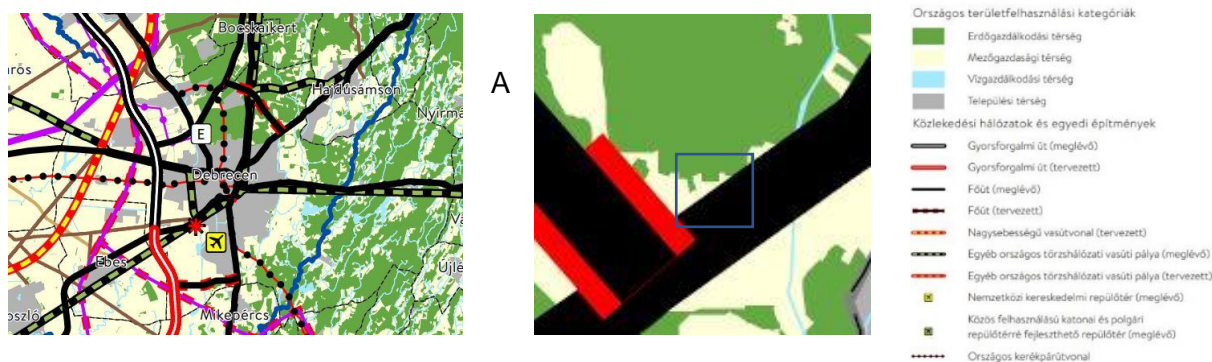 Bocskaikert
Hajdúsámson
Nyírm
E
Debrecen
Ebes
Mikepércs
Újlé
oszló
A
Országos területfelhasználási kategóriák
Erdőgazdálkodási térség
Mezőgazdasági térség
Vízgazdálkodási térség
Települési térség
Közlekedési hálózatok és egyedi építmények
Gyorsforgalmi út (meglévő)
Gyorsforgalmi út (tervezett)
Főút (meglévő)
Főút (tervezett)
Nagysebességű vasútvonal (tervezett)
Egyéb országos törzshálózati vasúti pálya (meglévő)
Egyéb országos törzshálózati vasúti pálya (tervezett)
Nemzetközi kereskedelmi repülőtér (meglévő)
Közös felhasználású katonai és polgári
repülőtérré fejleszthető repülőtér (meglévő)
Országos kerékpárútvonal